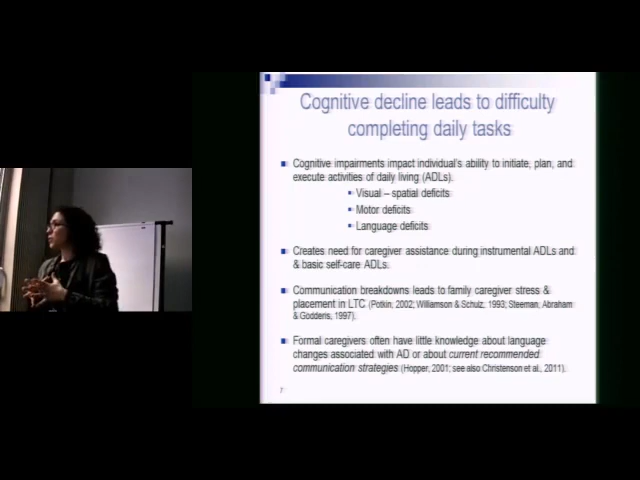 Cognitive decline leads to difficulty
completing daily tasks
Cognitive impairments impact individual's ability to initiate, plan, and
execute activities of daily living (ADLs).
Visual – spatial deficits
Motor deficits
Language deficits
Creates need for caregiver assistance during instrumental ADLs and
& basic self-care ADLs.
Communication breakdowns leads to family caregiver stress &
placement in LTC (Potkin, 2002; Williamson & Schulz, 1993; Steeman, Abraham
& Godderis, 1997).
Formal caregivers often have little knowledge about language
changes associated with AD or about current recommended
communication strategies (Hopper, 2001; see also Christenson et al., 2011).
7